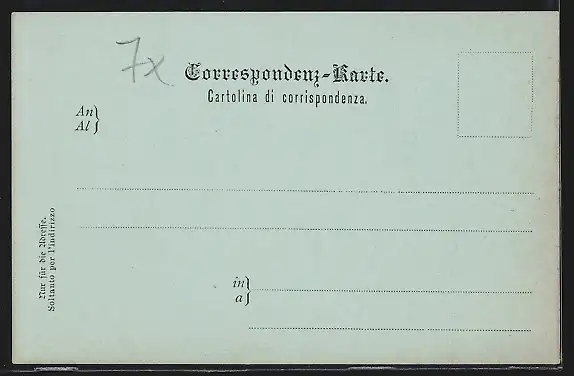 7x
Correspondenz-Karte.
Cartolina di corrispondenza.
An
Al
in
a
Nur für die Adresse.
Soltanto per l'indirizzo